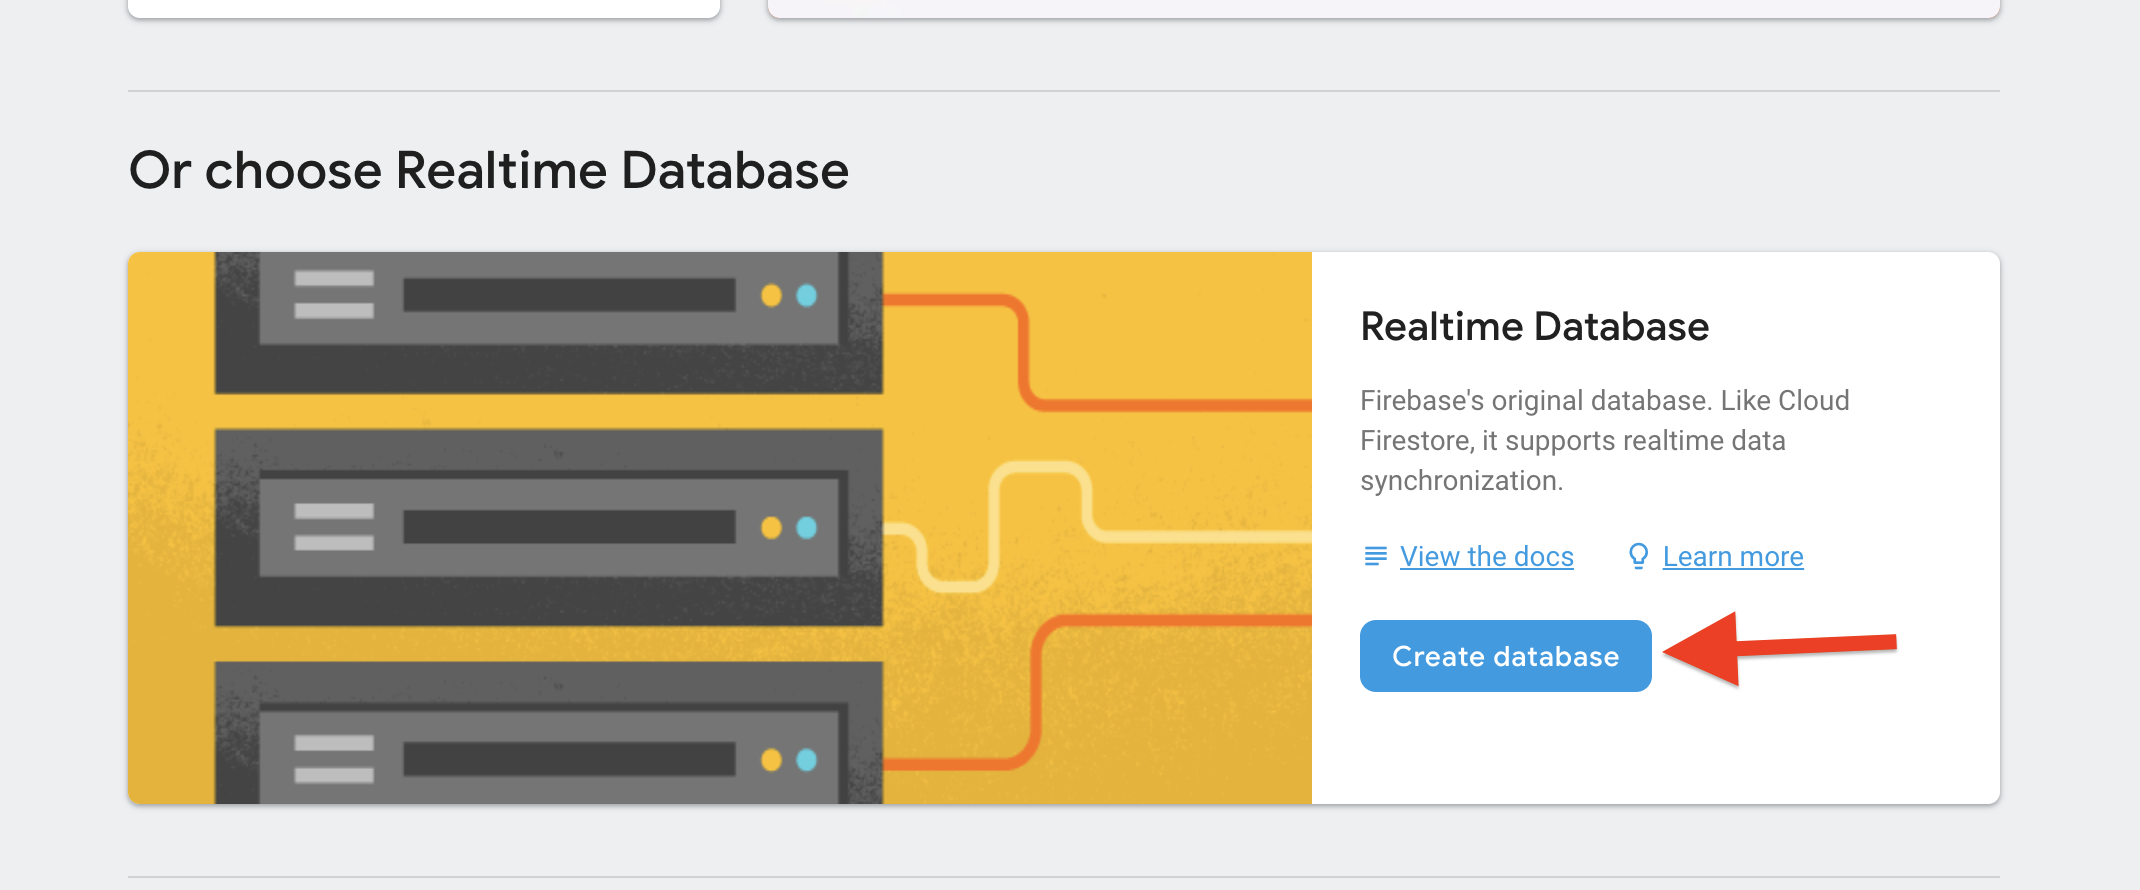 Or choose Realtime Database
Realtime Database
Firebase's original database. Like Cloud
Firestore, it supports realtime data
synchronization.
View the docs Learn more
Create database